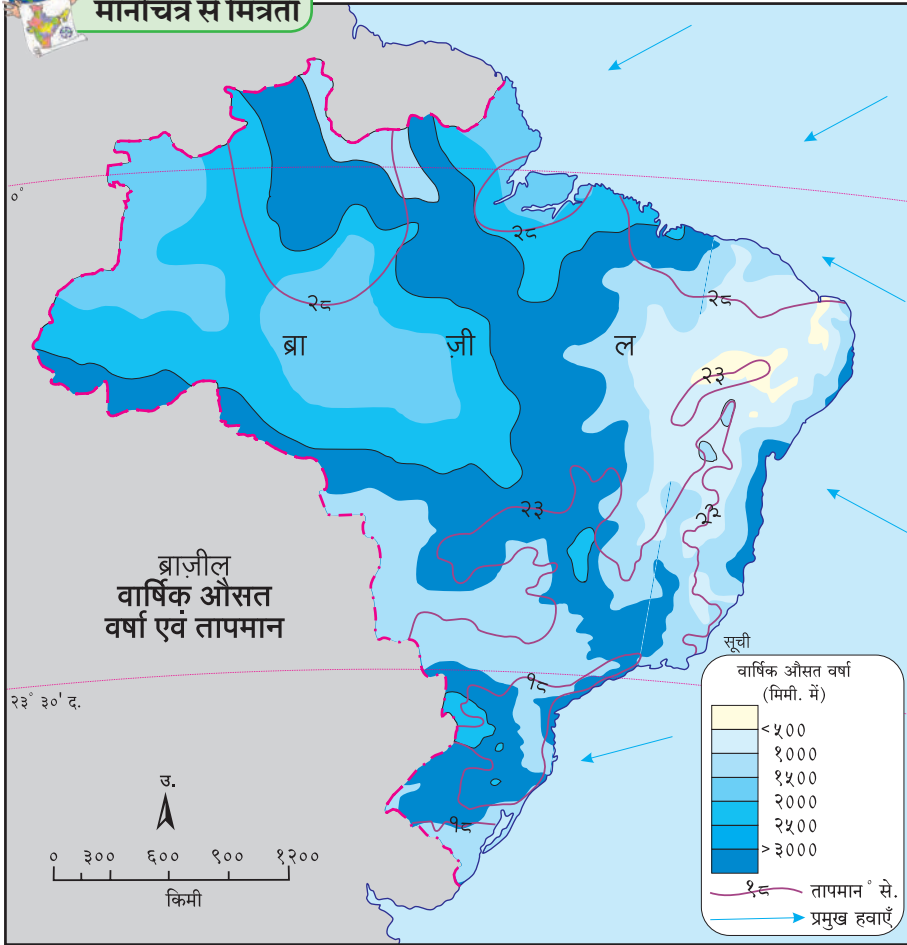 मानचित्र से मित्रता
०°
२८
२८
२८
ब्रा ज़ी ल
२३
२३
२३
ब्राज़ील
वार्षिक औसत
वर्षा एवं तापमान
१८
२३° ३०' द.
१८
उ.
० ३०० ६०० ९०० १२००
किमी
सूची
वार्षिक औसत वर्षा
(मिमी. में)
<५००
१०००
१५००
२०००
२५००
>३०००
१८ तापमान ° से.
प्रमुख हवाएँ